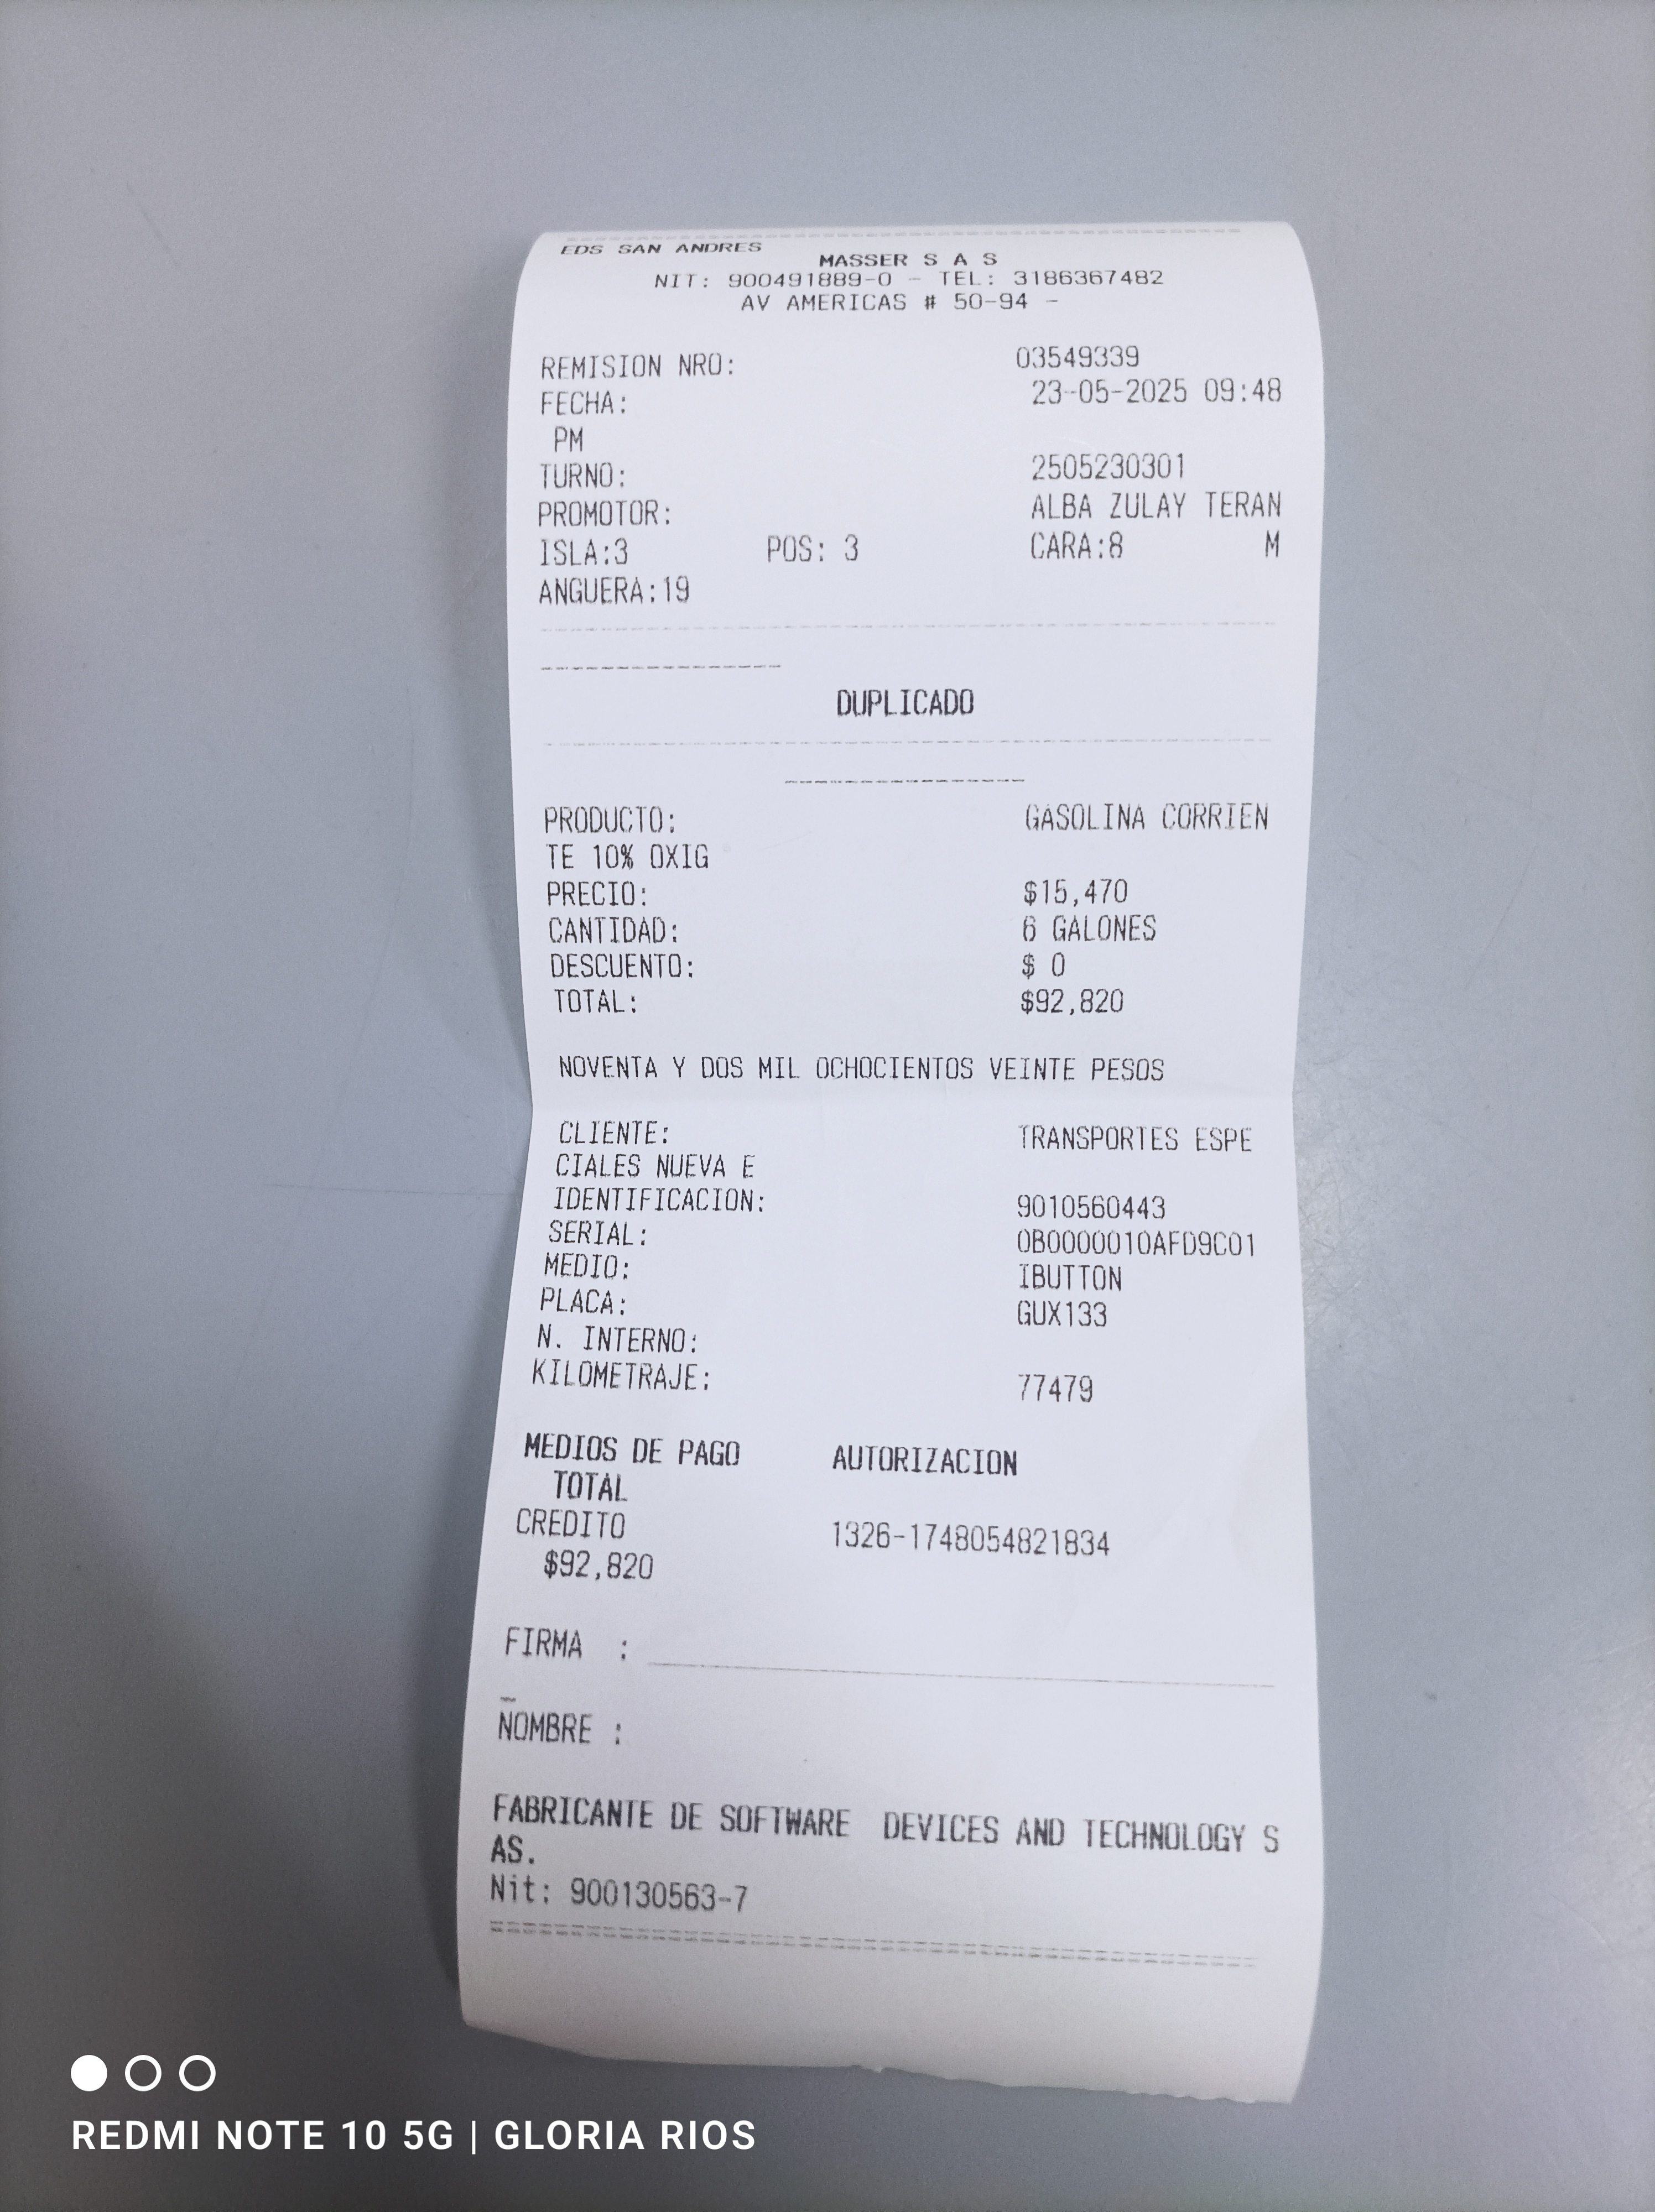 EDS SAN ANDRES
MASSER S A S
NIT: 900491889-0 - TEL: 3186367482
AV AMERICAS # 50-94 -
REMISION NRO: 03549339
FECHA: 23-05-2025 09:48
PM
TURNO: 2505230301
PROMOTOR: ALBA ZULAY TERAN
ISLA:3 POS: 3 CARA:8 M
ANGUERA:19
DUPLICADO
PRODUCTO: GASOLINA CORRIEN
TE 10% OXIG
PRECIO: $15,470
CANTIDAD: 6 GALONES
DESCUENTO: $ 0
TOTAL: $92,820
NOVENTA Y DOS MIL OCHOCIENTOS VEINTE PESOS
CLIENTE: TRANSPORTES ESPE
CIALES NUEVA E
IDENTIFICACION: 9010560443
SERIAL: 0B0000010AFD9C01
MEDIO: IBUTTON
PLACA: GUX133
N. INTERNO:
KILOMETRAJE: 77479
MEDIOS DE PAGO AUTORIZACION
TOTAL
CREDITO 1326-1748054821834
$92,820
FIRMA :
NOMBRE :
FABRICANTE DE SOFTWARE DEVICES AND TECHNOLOGY S
AS.
Nit: 900130563-7
REDMI NOTE 10 5G | GLORIA RIOS